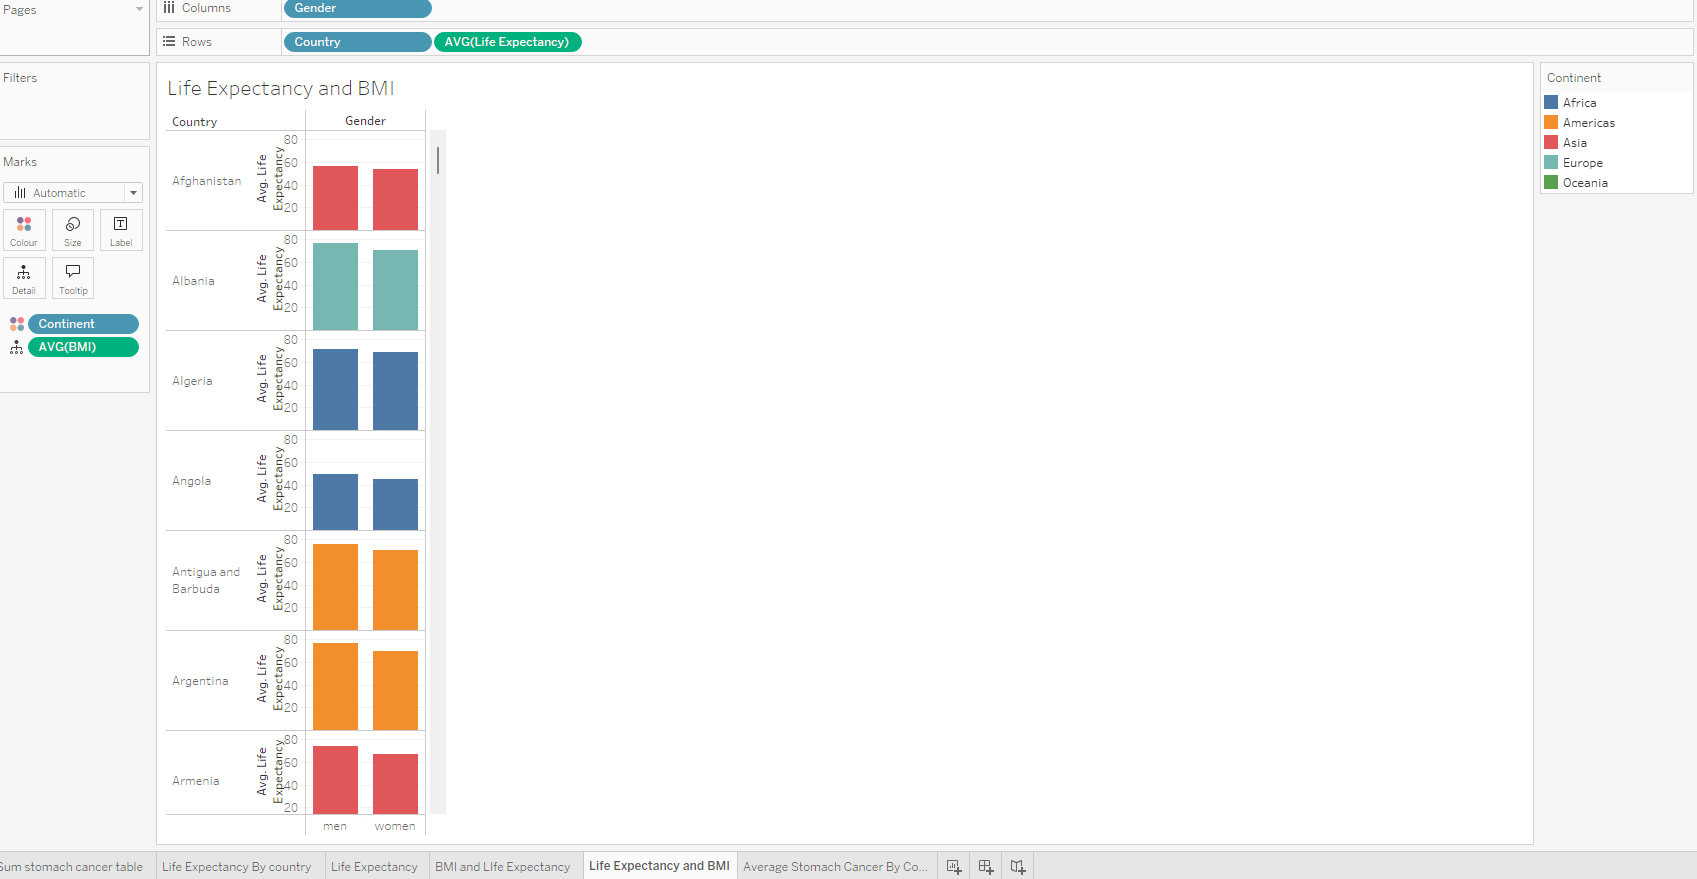 Pages
Columns
Gender
Rows
Country
AVG(Life Expectancy)
Filters
Marks
Automatic
Colour
Size
Label
Detail
Tooltip
Continent
AVG(BMI)
Life Expectancy and BMI
Country
Gender
Afghanistan
Avg. Life
Expectancy
80
60
40
20
Albania
Avg. Life
Expectancy
80
60
40
20
Algeria
Avg. Life
Expectancy
80
60
40
20
Angola
Avg. Life
Expectancy
80
60
40
20
Antigua and
Barbuda
Avg. Life
Expectancy
80
60
40
20
Argentina
Avg. Life
Expectancy
80
60
40
20
Armenia
Avg. Life
Expectancy
80
60
40
20
men
women
Continent
Africa
Americas
Asia
Europe
Oceania
Sum stomach cancer table
Life Expectancy By country
Life Expectancy
BMI and LIfe Expectancy
Life Expectancy and BMI
Average Stomach Cancer By Co...